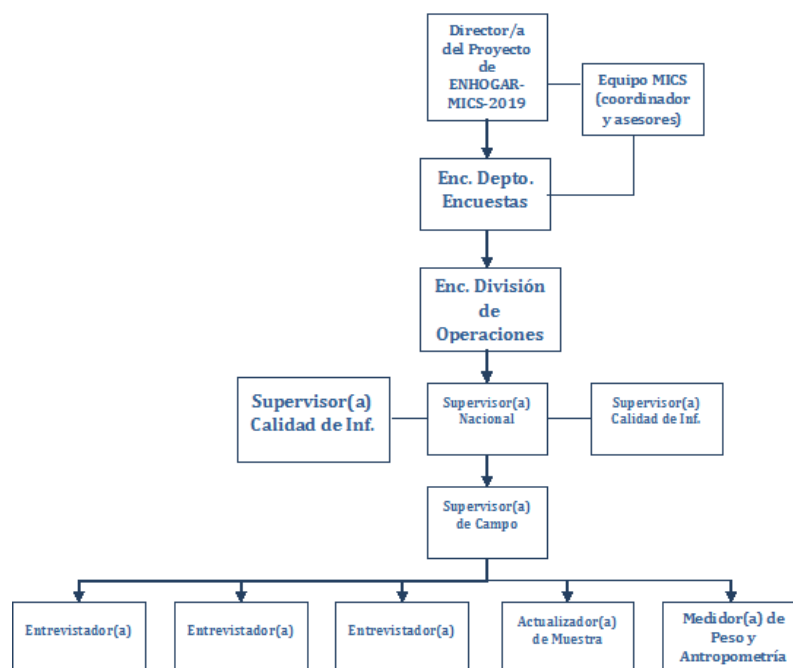 Director/a
del Proyecto
de
ENHOGAR-
MICS-2019
Equipo MICS
(coordinador
y asesores)
Enc. Depto.
Encuestas
Enc. División
de
Operaciones
Supervisor(a)
Calidad de Inf.
Supervisor(a)
Nacional
Supervisor(a)
Calidad de Inf.
Supervisor(a)
de Campo
Entrevistador(a)
Entrevistador(a)
Entrevistador(a)
Actualizador(a)
de Muestra
Medidor(a) de
Peso y
Antropometría